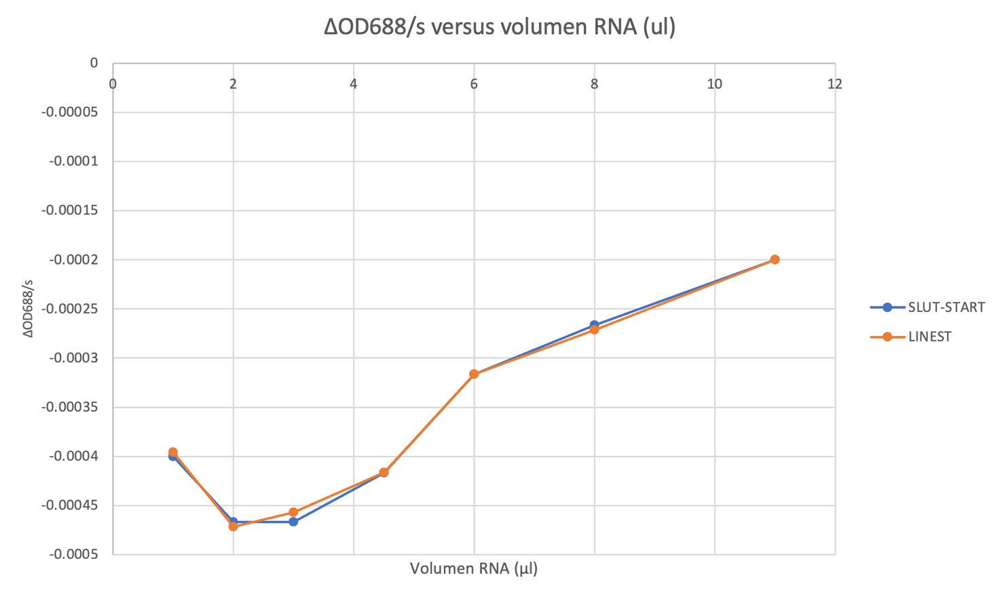 ΔOD688/s versus volumen RNA (ul)
0
0 2 4 6 8 10 12
-0.00005
-0.0001
-0.00015
-0.0002
-0.00025
-0.0003
-0.00035
-0.0004
-0.00045
-0.0005
ΔOD688/s
Volumen RNA (µl)
SLUT-START
LINEST